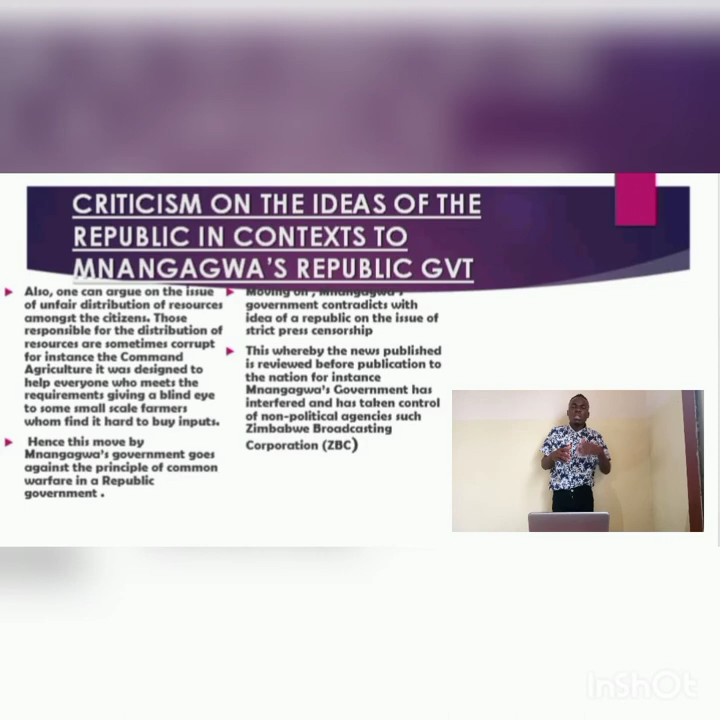 CRITICISM ON THE IDEAS OF THE
REPUBLIC IN CONTEXTS TO
MNANGAGWA'S REPUBLIC GVT
Also, one can argue on the issue
of unfair distribution of resources
amongst the citizens. Those
responsible for the distribution of
resources are sometimes corrupt
for instance the Command
Agriculture it was designed to
help everyone who meets the
requirements giving a blind eye
to some small scale farmers
whom find it hard to buy inputs.
Hence this move by
Mnangagwa's government goes
against the principle of common
warfare in a Republic
government .
Moving on , Mnangagwa's
government contradicts with
idea of a republic on the issue of
strict press censorship
This whereby the news published
is reviewed before publication to
the nation for instance
Mnangagwa's Government has
interfered and has taken control
of non-political agencies such
Zimbabwe Broadcasting
Corporation (ZBC)
InShOt